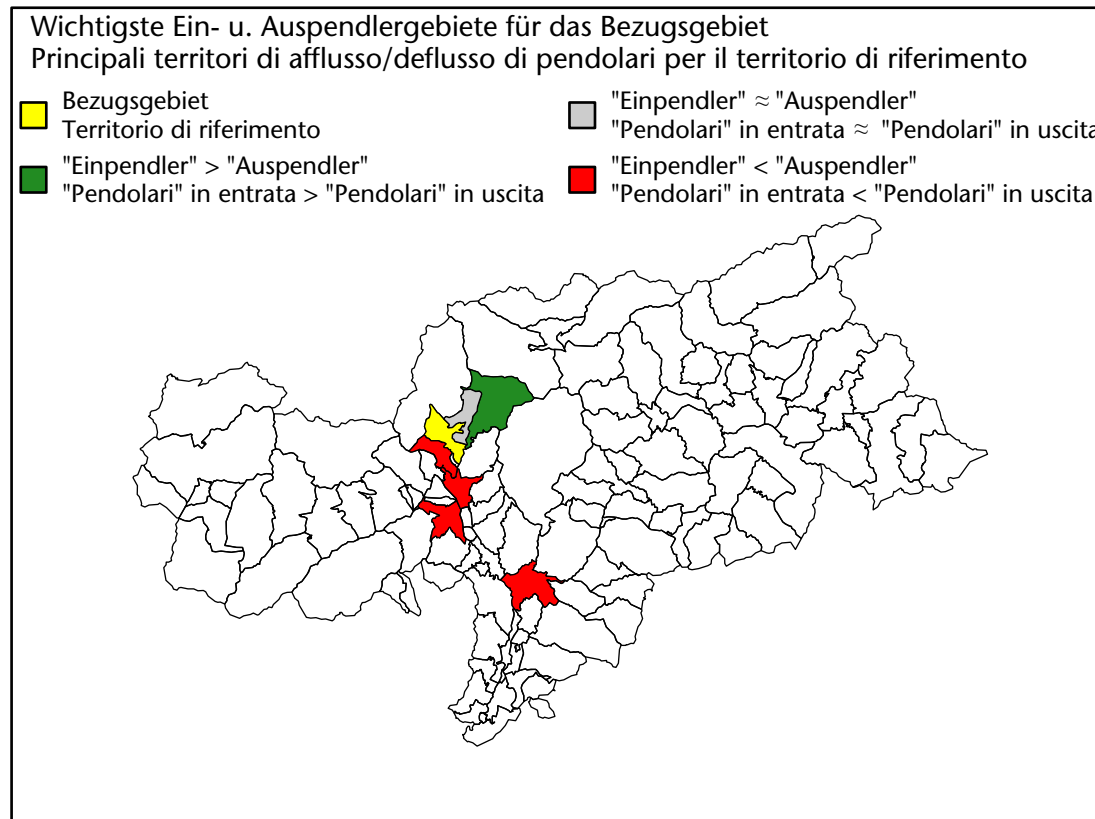 Wichtigste Ein- u. Auspendlergebiete für das Bezugsgebiet
Principali territori di afflusso/deflusso di pendolari per il territorio di riferimento
Bezugsgebiet
Territorio di riferimento
"Einpendler" > "Auspendler"
"Pendolari" in entrata > "Pendolari" in uscita
"Einpendler" ≈ "Auspendler"
"Pendolari" in entrata ≈ "Pendolari" in uscita
"Einpendler" < "Auspendler"
"Pendolari" in entrata < "Pendolari" in uscita